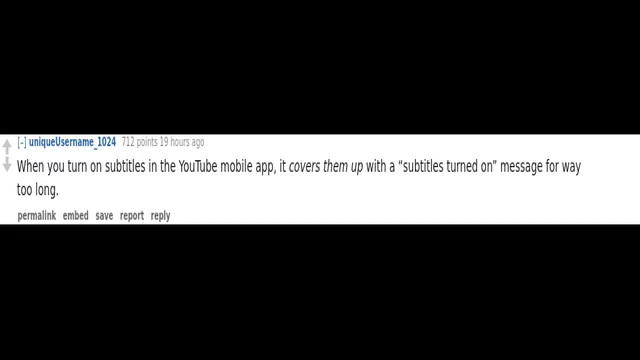 [-] uniqueUsername_1024 712 points 19 hours ago
When you turn on subtitles in the YouTube mobile app, it covers them up with a “subtitles turned on” message for way
too long.
permalink embed save report reply